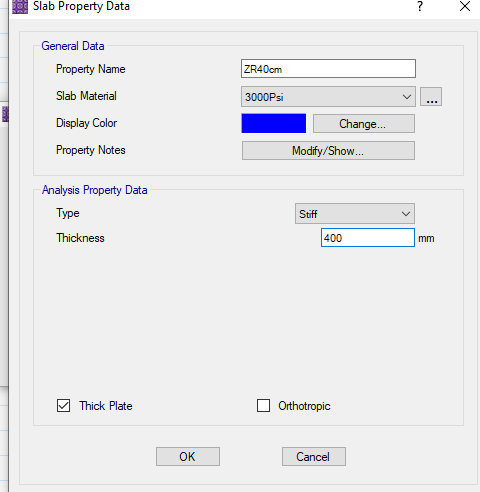 Slab Property Data ? ×
General Data
Property Name ZR40cm
Slab Material 3000Psi ...
Display Color Change...
Property Notes Modify/Show...
Analysis Property Data
Type Stiff
Thickness 400 mm
Thick Plate Orthotropic
OK Cancel